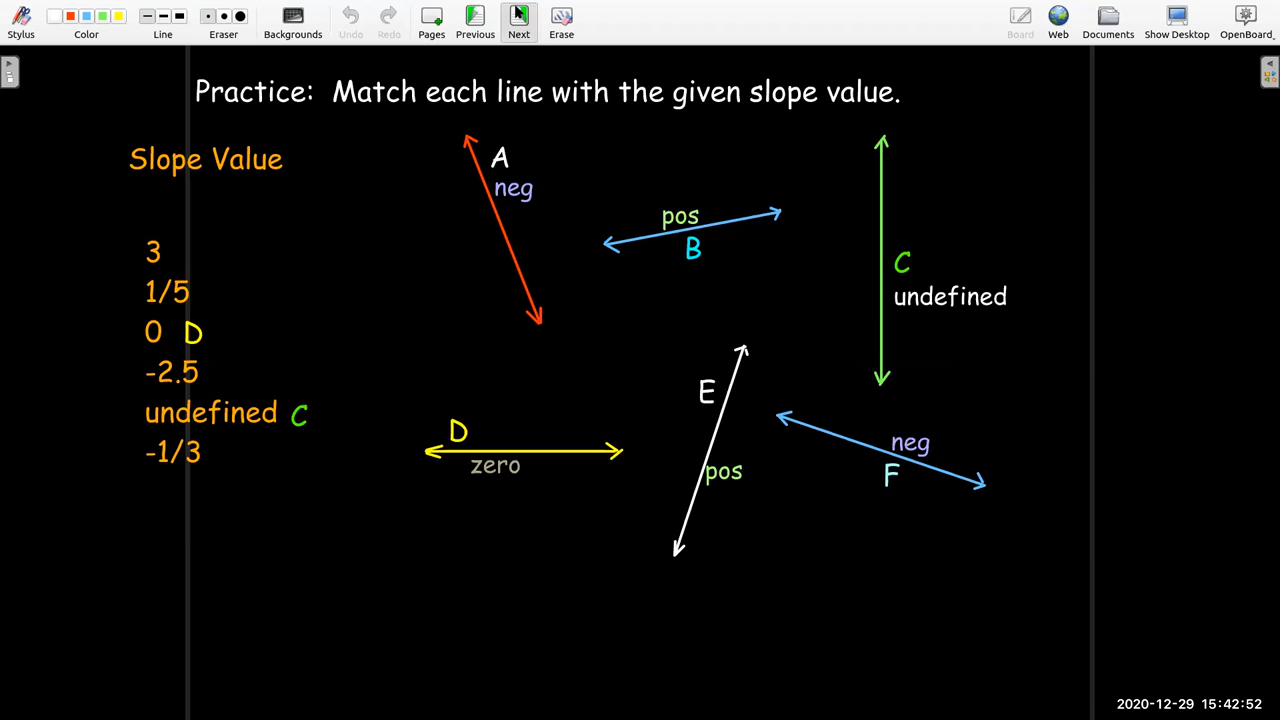 Stylus
Color
Line
Eraser
Backgrounds
Undo
Redo
Pages
Previous
Next
Erase
Board
Web
Documents
Show Desktop
OpenBoard
Practice: Match each line with the given slope value.
Slope Value
3
1/5
0 D
-2.5
undefined C
-1/3
A
neg
pos
B
C
undefined
D
zero
E
pos
neg
F
2020-12-29 15:42:52